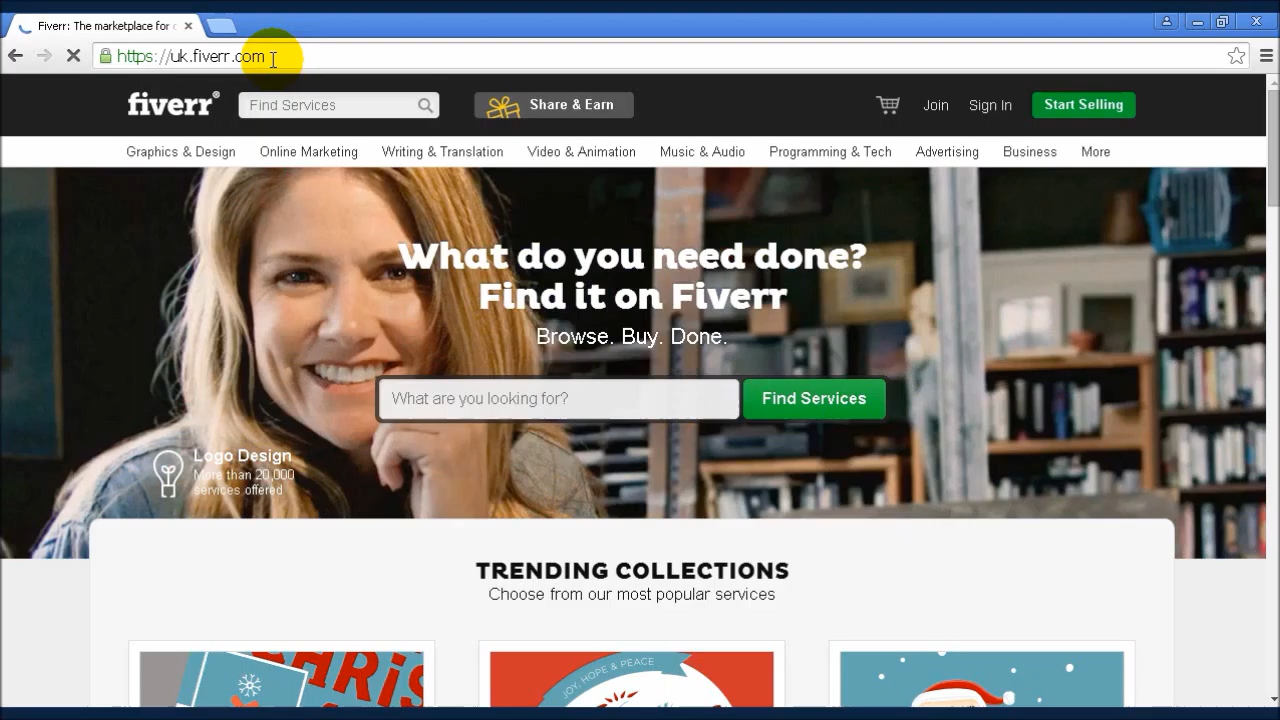 Fiverr: The marketplace for c
https://uk.fiverr.com
fiverr®
Find Services
Share & Earn
Join
Sign In
Start Selling
Graphics & Design
Online Marketing
Writing & Translation
Video & Animation
Music & Audio
Programming & Tech
Advertising
Business
More
What do you need done?
Find it on Fiverr
Browse. Buy. Done.
What are you looking for?
Find Services
Logo Design
More than 20,000
services offered
TRENDING COLLECTIONS
Choose from our most popular services
CHRIS
JOY, HOPE & PEACE